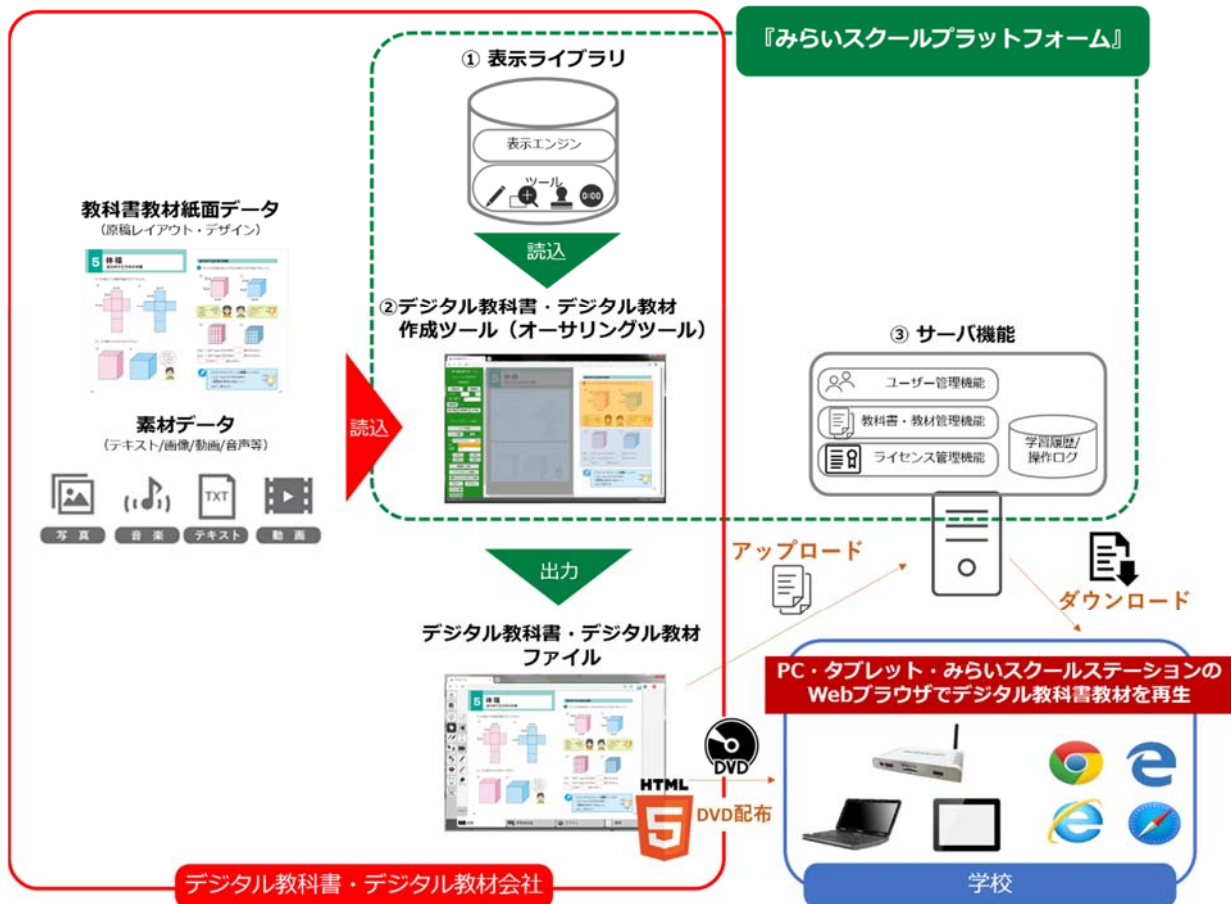 『みらいスクールプラットフォーム』
① 表示ライブラリ
表示エンジン
ツール
0:00
読込
教科書教材紙面データ
（原稿レイアウト・デザイン）
5 体積
素材データ
（テキスト/画像/動画/音声等）
TXT
写真
音楽
テキスト
動画
読込
②デジタル教科書・デジタル教材
作成ツール（オーサリングツール）
体積
出力
③ サーバ機能
ユーザー管理機能
教科書・教材管理機能
ライセンス管理機能
学習履歴/
操作ログ
アップロード
ダウンロード
デジタル教科書・デジタル教材
ファイル
5 体積
DVD
HTML
5
DVD配布
PC・タブレット・みらいスクールステーションの
Webブラウザでデジタル教科書教材を再生
デジタル教科書・デジタル教材会社
学校